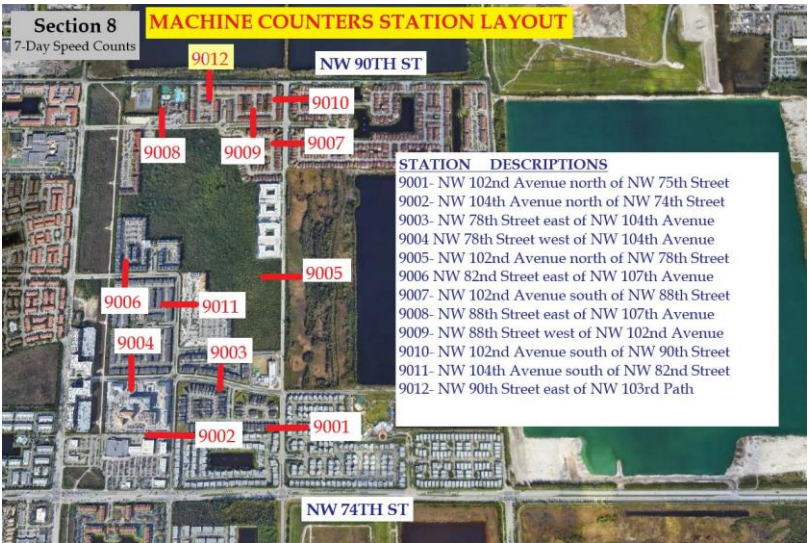 Section 8
7-Day Speed Counts
MACHINE COUNTERS STATION LAYOUT
NW 90TH ST
9012
9010
9008
9009
9007
STATION DESCRIPTIONS
9001- NW 102nd Avenue north of NW 75th Street
9002- NW 104th Avenue north of NW 74th Street
9003- NW 78th Street east of NW 104th Avenue
9004 NW 78th Street west of NW 104th Avenue
9005- NW 102nd Avenue north of NW 78th Street
9006 NW 82nd Street east of NW 107th Avenue
9007- NW 102nd Avenue south of NW 88th Street
9008- NW 88th Street east of NW 107th Avenue
9009- NW 88th Street west of NW 102nd Avenue
9010- NW 102nd Avenue south of NW 90th Street
9011- NW 104th Avenue south of NW 82nd Street
9012- NW 90th Street east of NW 103rd Path
9005
9006
9011
9004
9003
9002
9001
NW 74TH ST